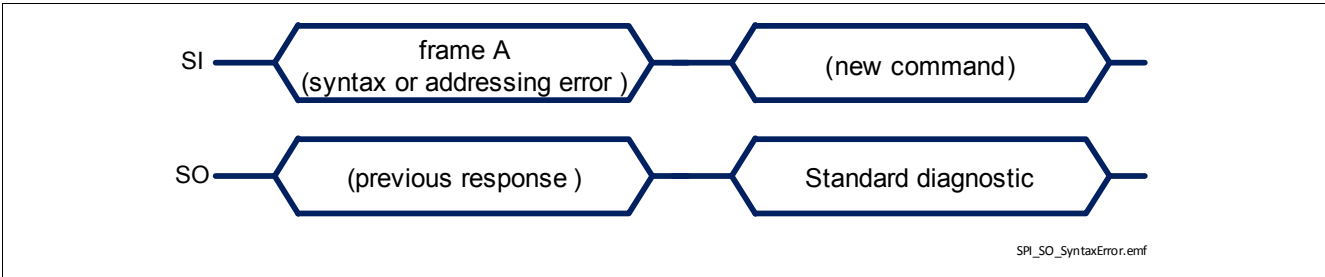 SI
frame A
(syntax or addressing error )
(new command)
SO
(previous response )
Standard diagnostic
SPI_SO_SyntaxError.emf